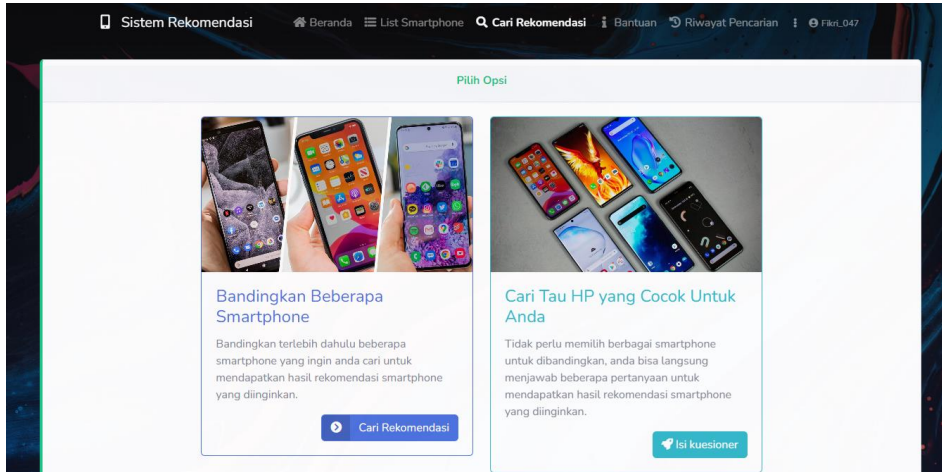 Sistem Rekomendasi Beranda List Smartphone Cari Rekomendasi Bantuan Riwayat Pencarian Fikri_047
Pilih Opsi
Bandingkan Beberapa
Smartphone
Bandingkan terlebih dahulu beberapa
smartphone yang ingin anda cari untuk
mendapatkan hasil rekomendasi smartphone
yang diinginkan.
Cari Rekomendasi
Cari Tau HP yang Cocok Untuk
Anda
Tidak perlu memilih berbagai smartphone
untuk dibandingkan, anda bisa langsung
menjawab beberapa pertanyaan untuk
mendapatkan hasil rekomendasi smartphone
yang diinginkan.
Isi kuesioner